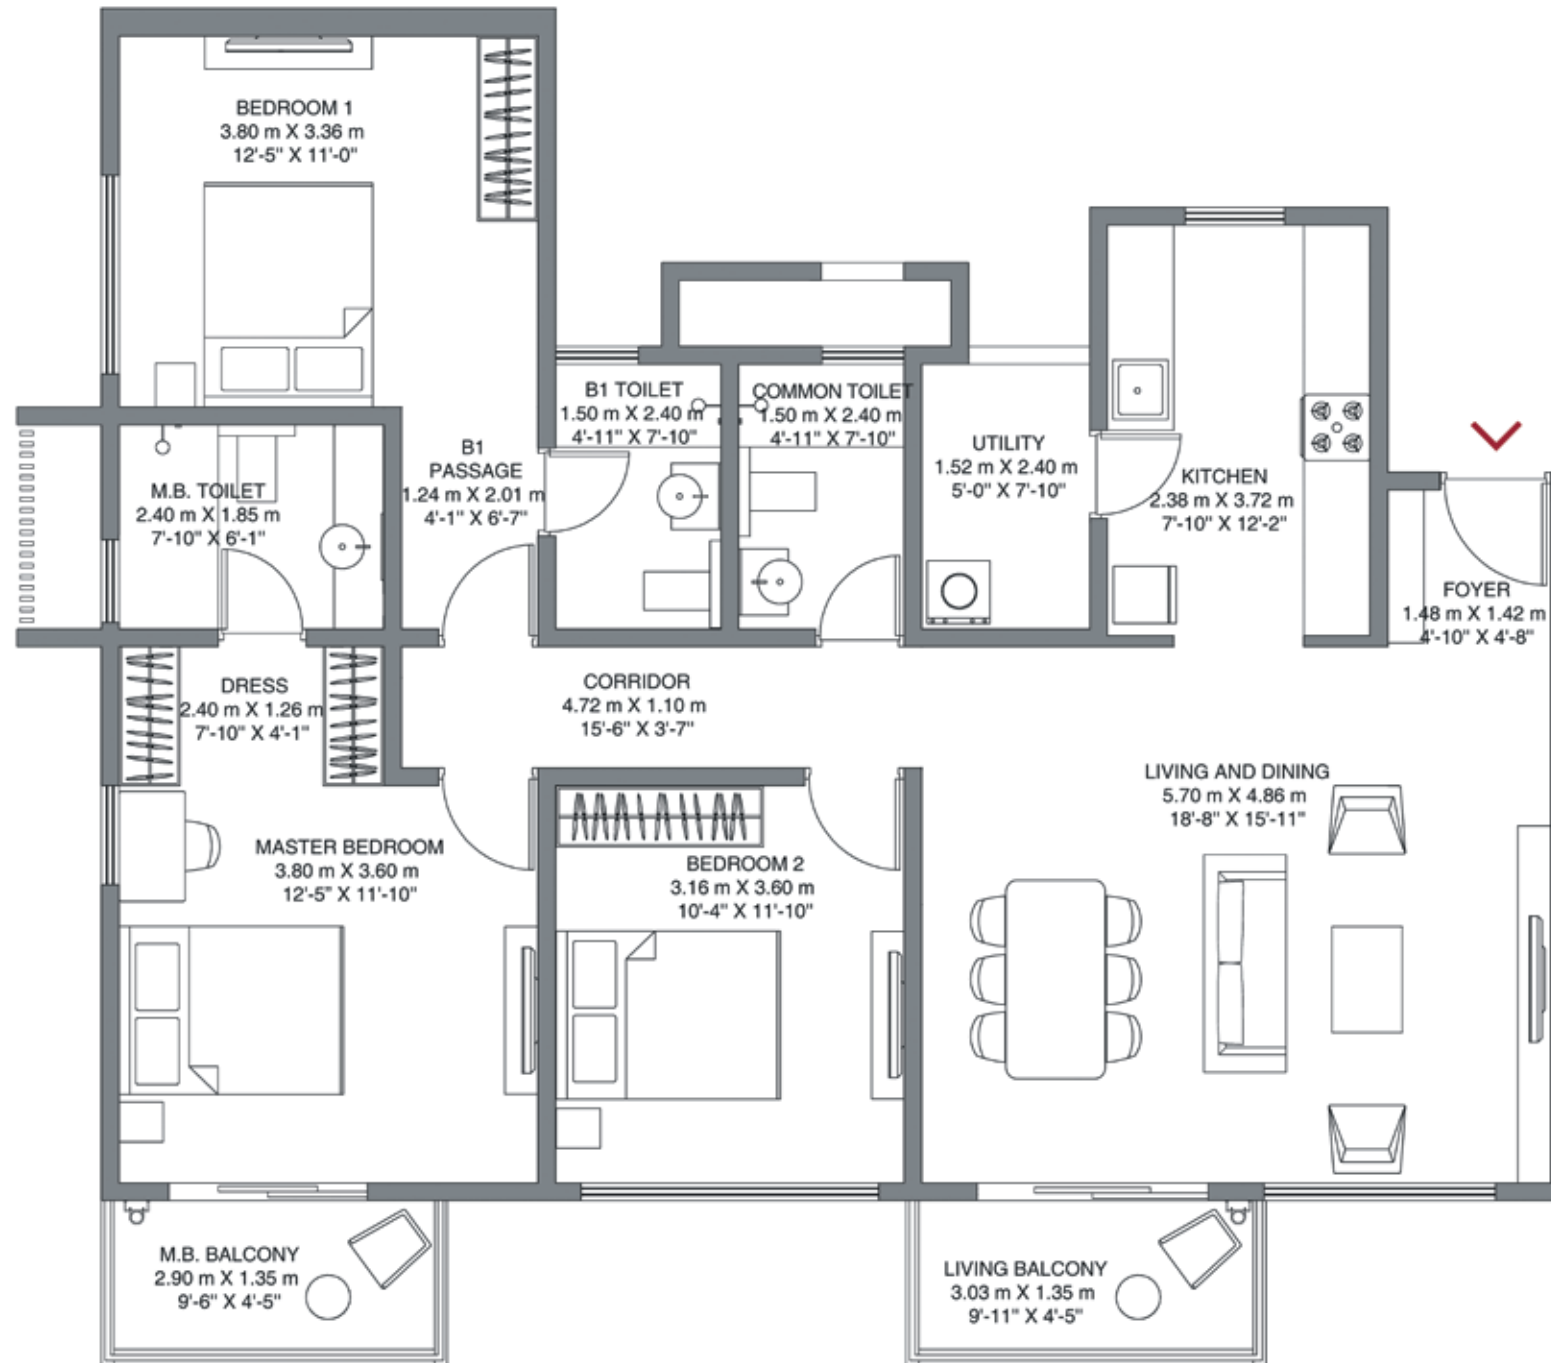 BEDROOM 1
3.80 m X 3.36 m
12'-5" X 11'-0"
B1 TOILET
1.50 m X 2.40 m
4'-11" X 7'-10"
COMMON TOILET
1.50 m X 2.40 m
4'-11" X 7'-10"
UTILITY
1.52 m X 2.40 m
5'-0" X 7'-10"
B1
PASSAGE
1.24 m X 2.01 m
4'-1" X 6'-7"
KITCHEN
2.38 m X 3.72 m
7'-10" X 12'-2"
M.B. TOILET
2.40 m X 1.85 m
7'-10" X 6'-1"
FOYER
1.48 m X 1.42 m
4'-10" X 4'-8"
DRESS
2.40 m X 1.26 m
7'-10" X 4'-1"
CORRIDOR
4.72 m X 1.10 m
15'-6" X 3'-7"
LIVING AND DINING
5.70 m X 4.86 m
18'-8" X 15'-11"
MASTER BEDROOM
3.80 m X 3.60 m
12'-5" X 11'-10"
BEDROOM 2
3.16 m X 3.60 m
10'-4" X 11'-10"
M.B. BALCONY
2.90 m X 1.35 m
9'-6" X 4'-5"
LIVING BALCONY
3.03 m X 1.35 m
9'-11" X 4'-5"